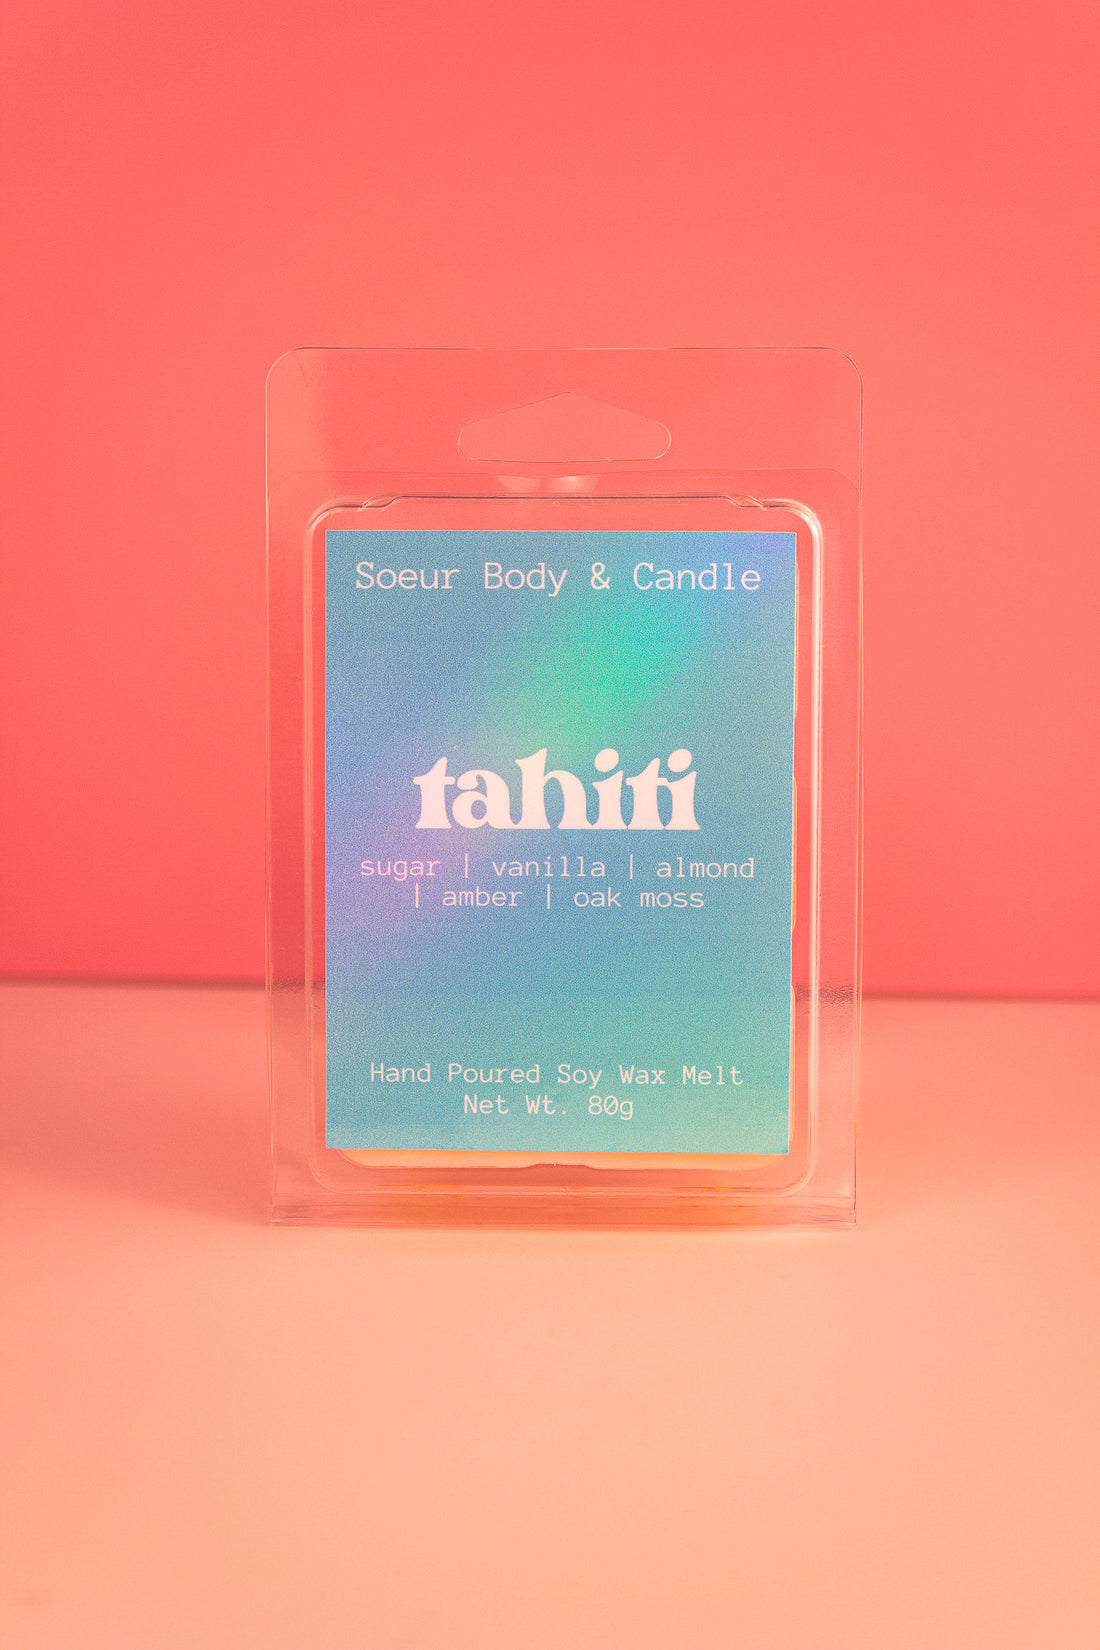 Soeur Body & Candle
tahiti
sugar | vanilla | almond
| amber | oak moss
Hand Poured Soy Wax Melt
Net Wt. 80g